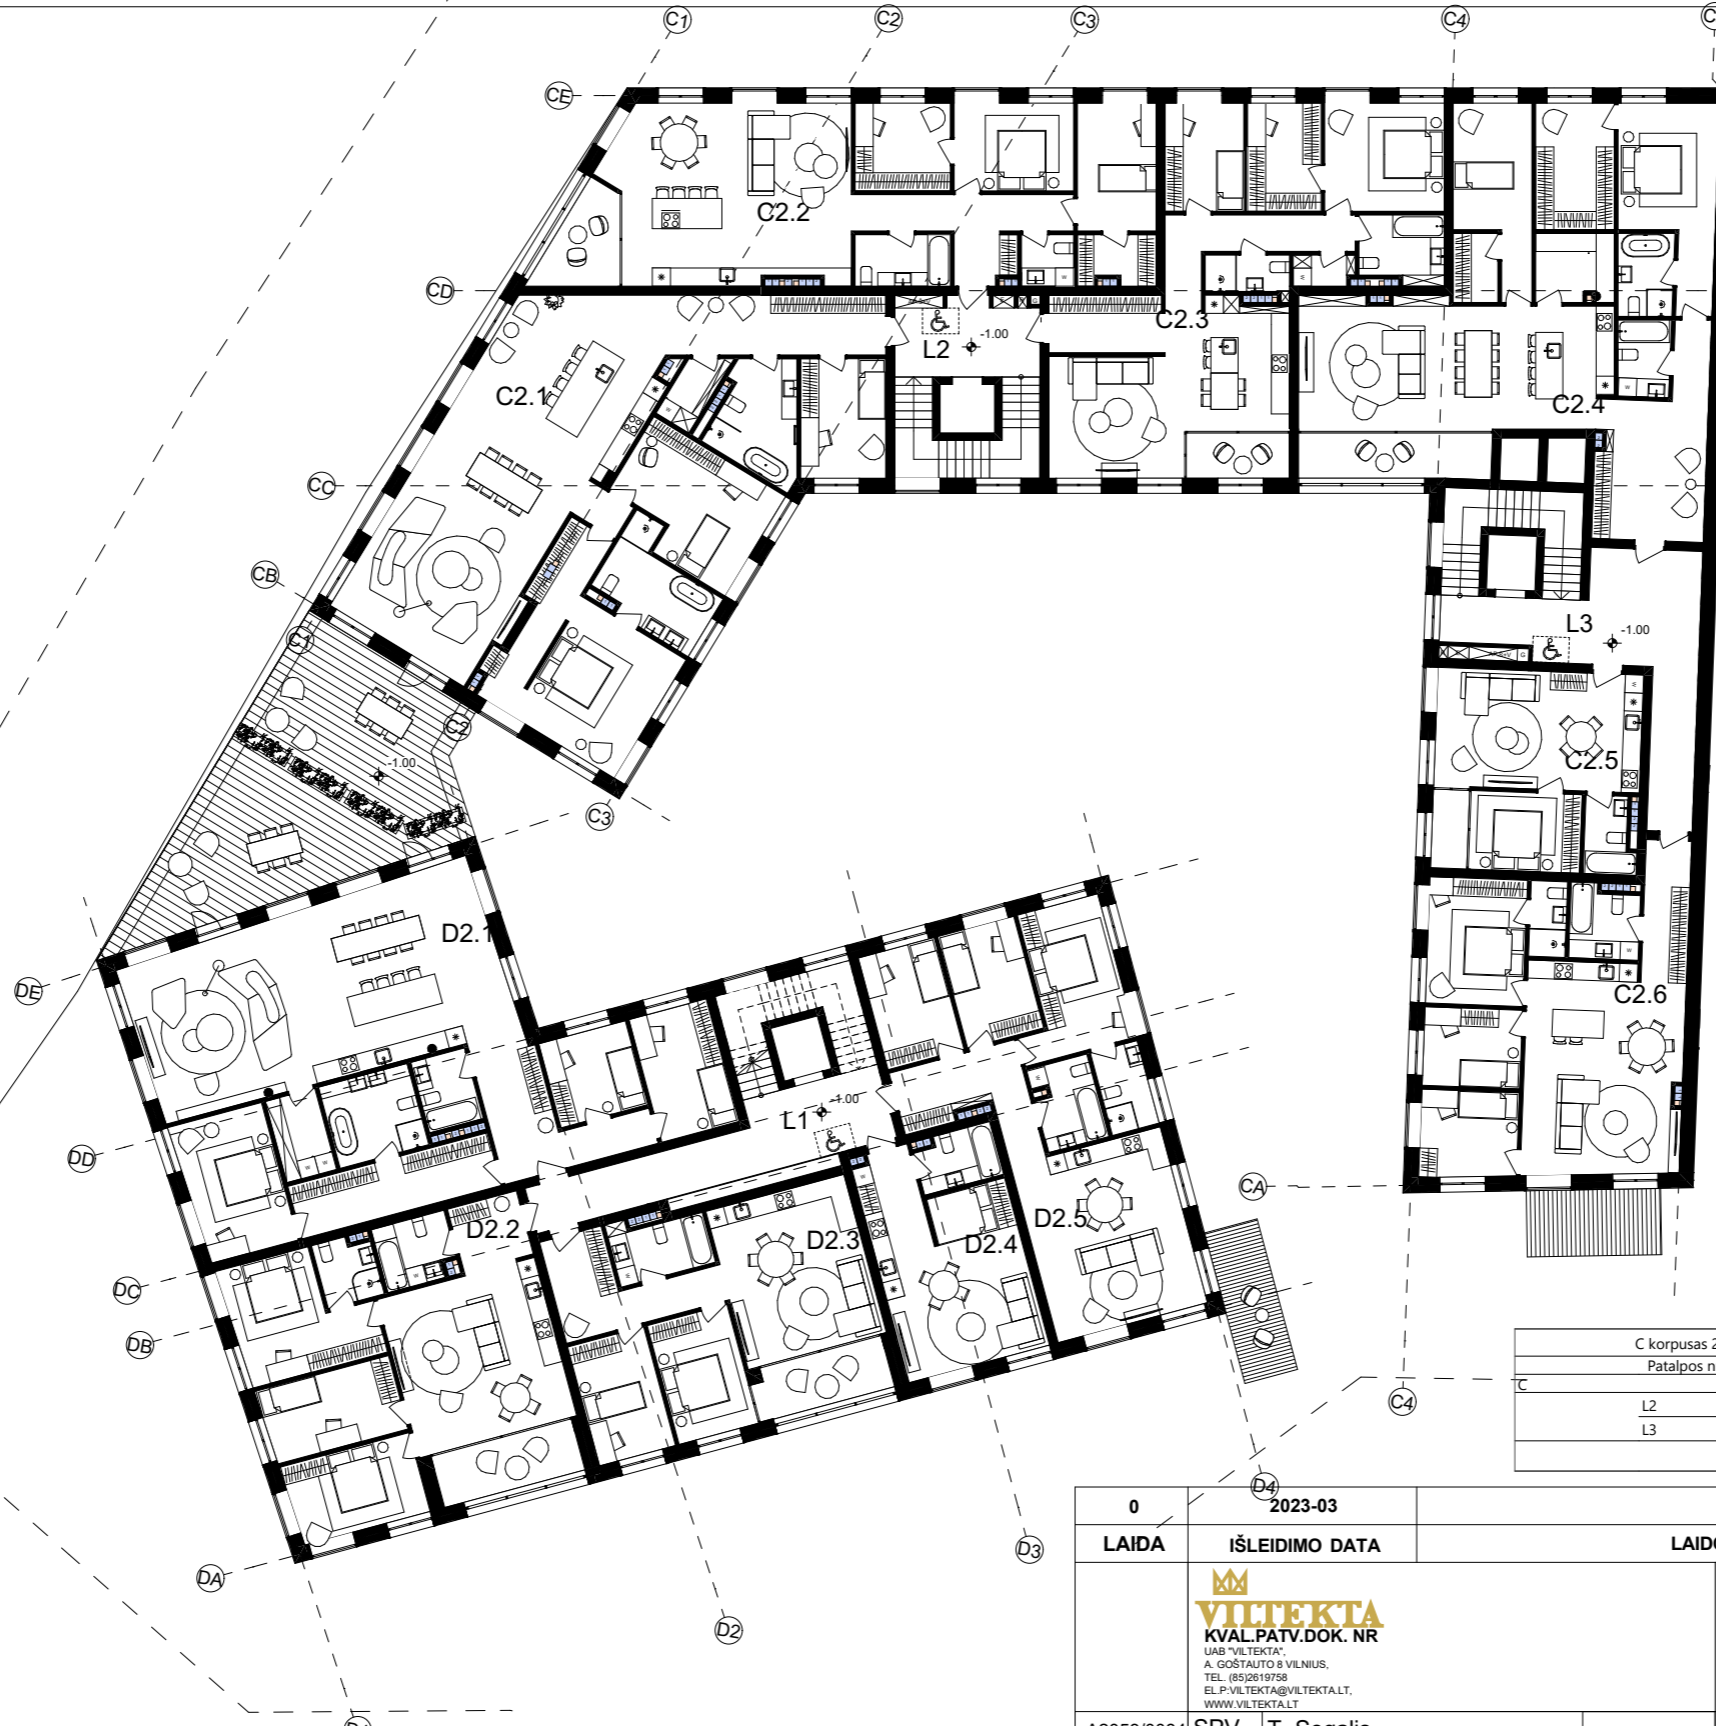 C1
C2
C3
C4
CE
C2.2
CD
C2.3
L2
-1.00
C2.1
C2.4
CC
CB
L3
-1.00
C1
C2
-1.00
C2.5
C3
D2.1
DE
C2.6
L1
-1.00
DD
CA
D2.2
D2.3
D2.4
D2.5
DC
DB
C korpusas 2
Patalpos n
C
L2
L3
C4
D4
D3
DA
D2
0
2023-03
LAIDA
IŠLEIDIMO DATA
VILTEKTA
KVAL.PATV.DOK. NR
UAB "VILTEKTA",
A. GOŠTAUTO 8 VILNIUS,
TEL. (85)2619758
EL.P:VILTEKTA@VILTEKTA.LT,
WWW.VILTEKTA.LT